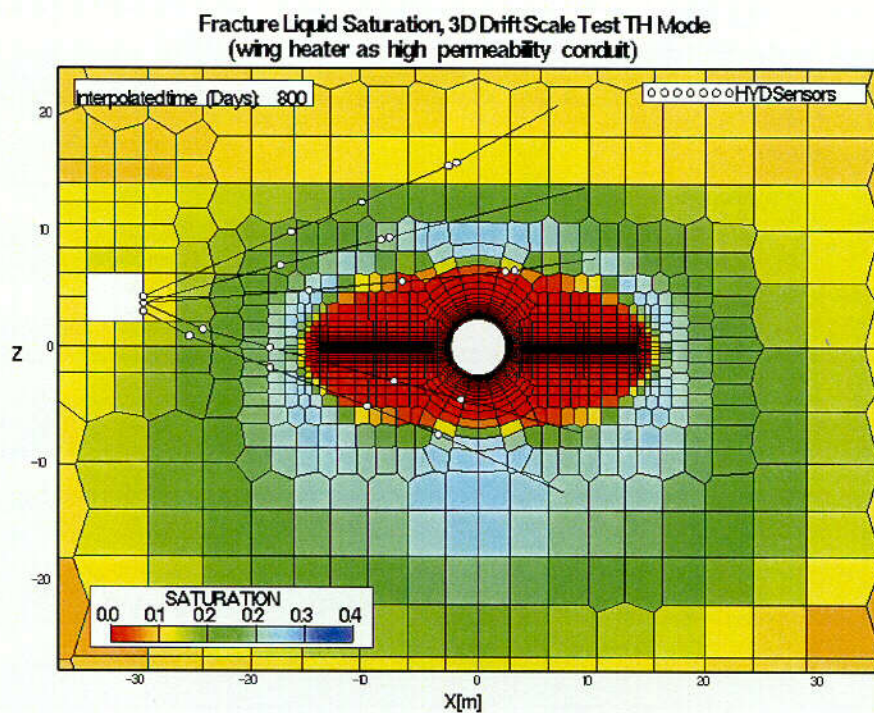 Fracture Liquid Saturation, 3D Drift Scale Test TH Mode
(wing heater as high permeability conduit)
Interpolated time (Days): 800
HYDSensors
20
10
0
-10
-20
Z
SATURATION
0.0 0.1 0.2 0.2 0.3 0.4
-30 -20 -10 0 10 20 30
X[m]